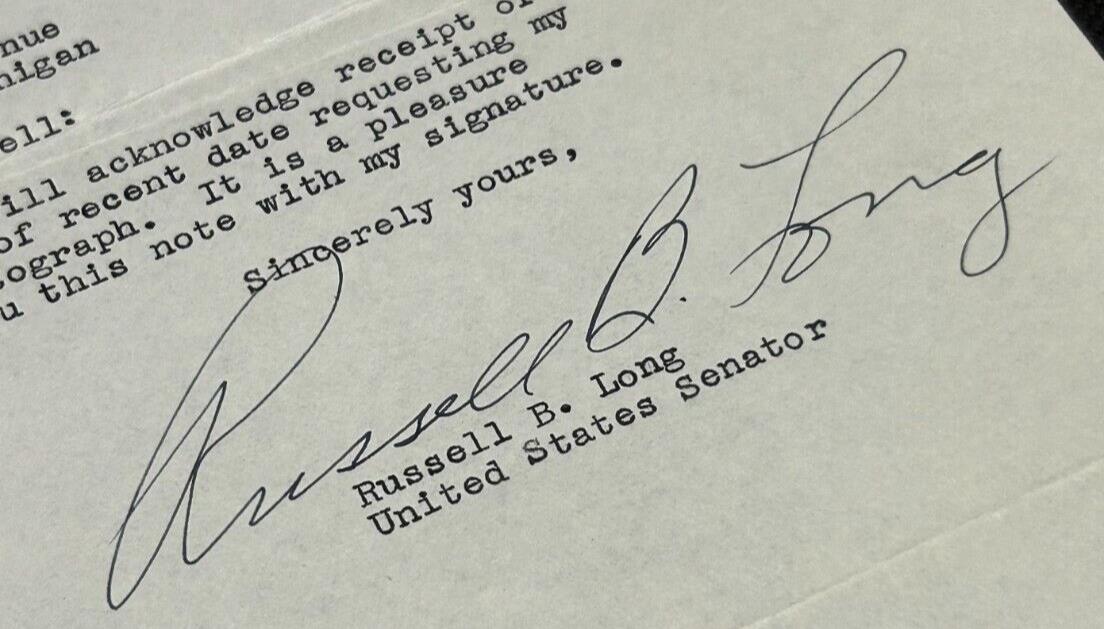 nue
higan
ell:
ill acknowledge receipt of
of recent date requesting my
tograph. It is a pleasure
u this note with my signature.
Sincerely yours,
Russell B. Long
Russell B. Long
United States Senator